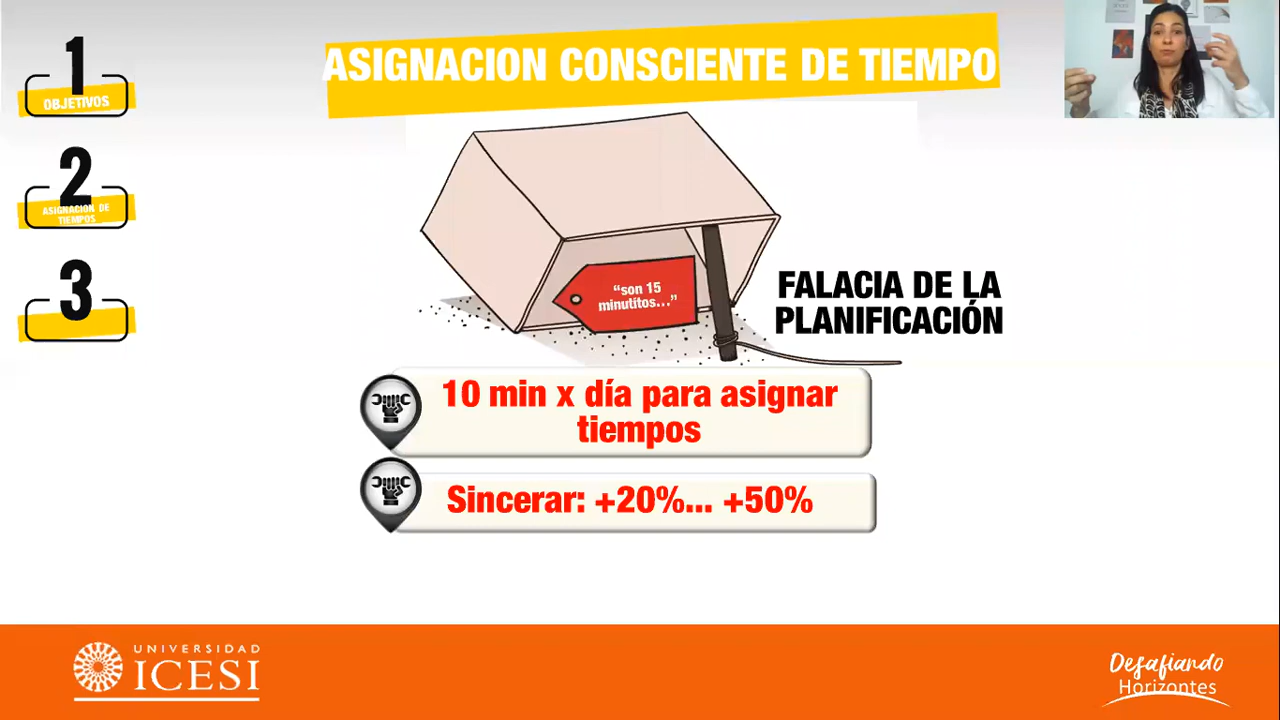 1
OBJETIVOS
2
ASIGNACION DE
TIEMPOS
3
ASIGNACION CONSCIENTE DE TIEMPO
“son 15
minutitos...”
FALACIA DE LA
PLANIFICACIÓN
10 min x día para asignar
tiempos
Sincerar: +20%... +50%
UNIVERSIDAD
ICESI
Desafiando
Horizontes